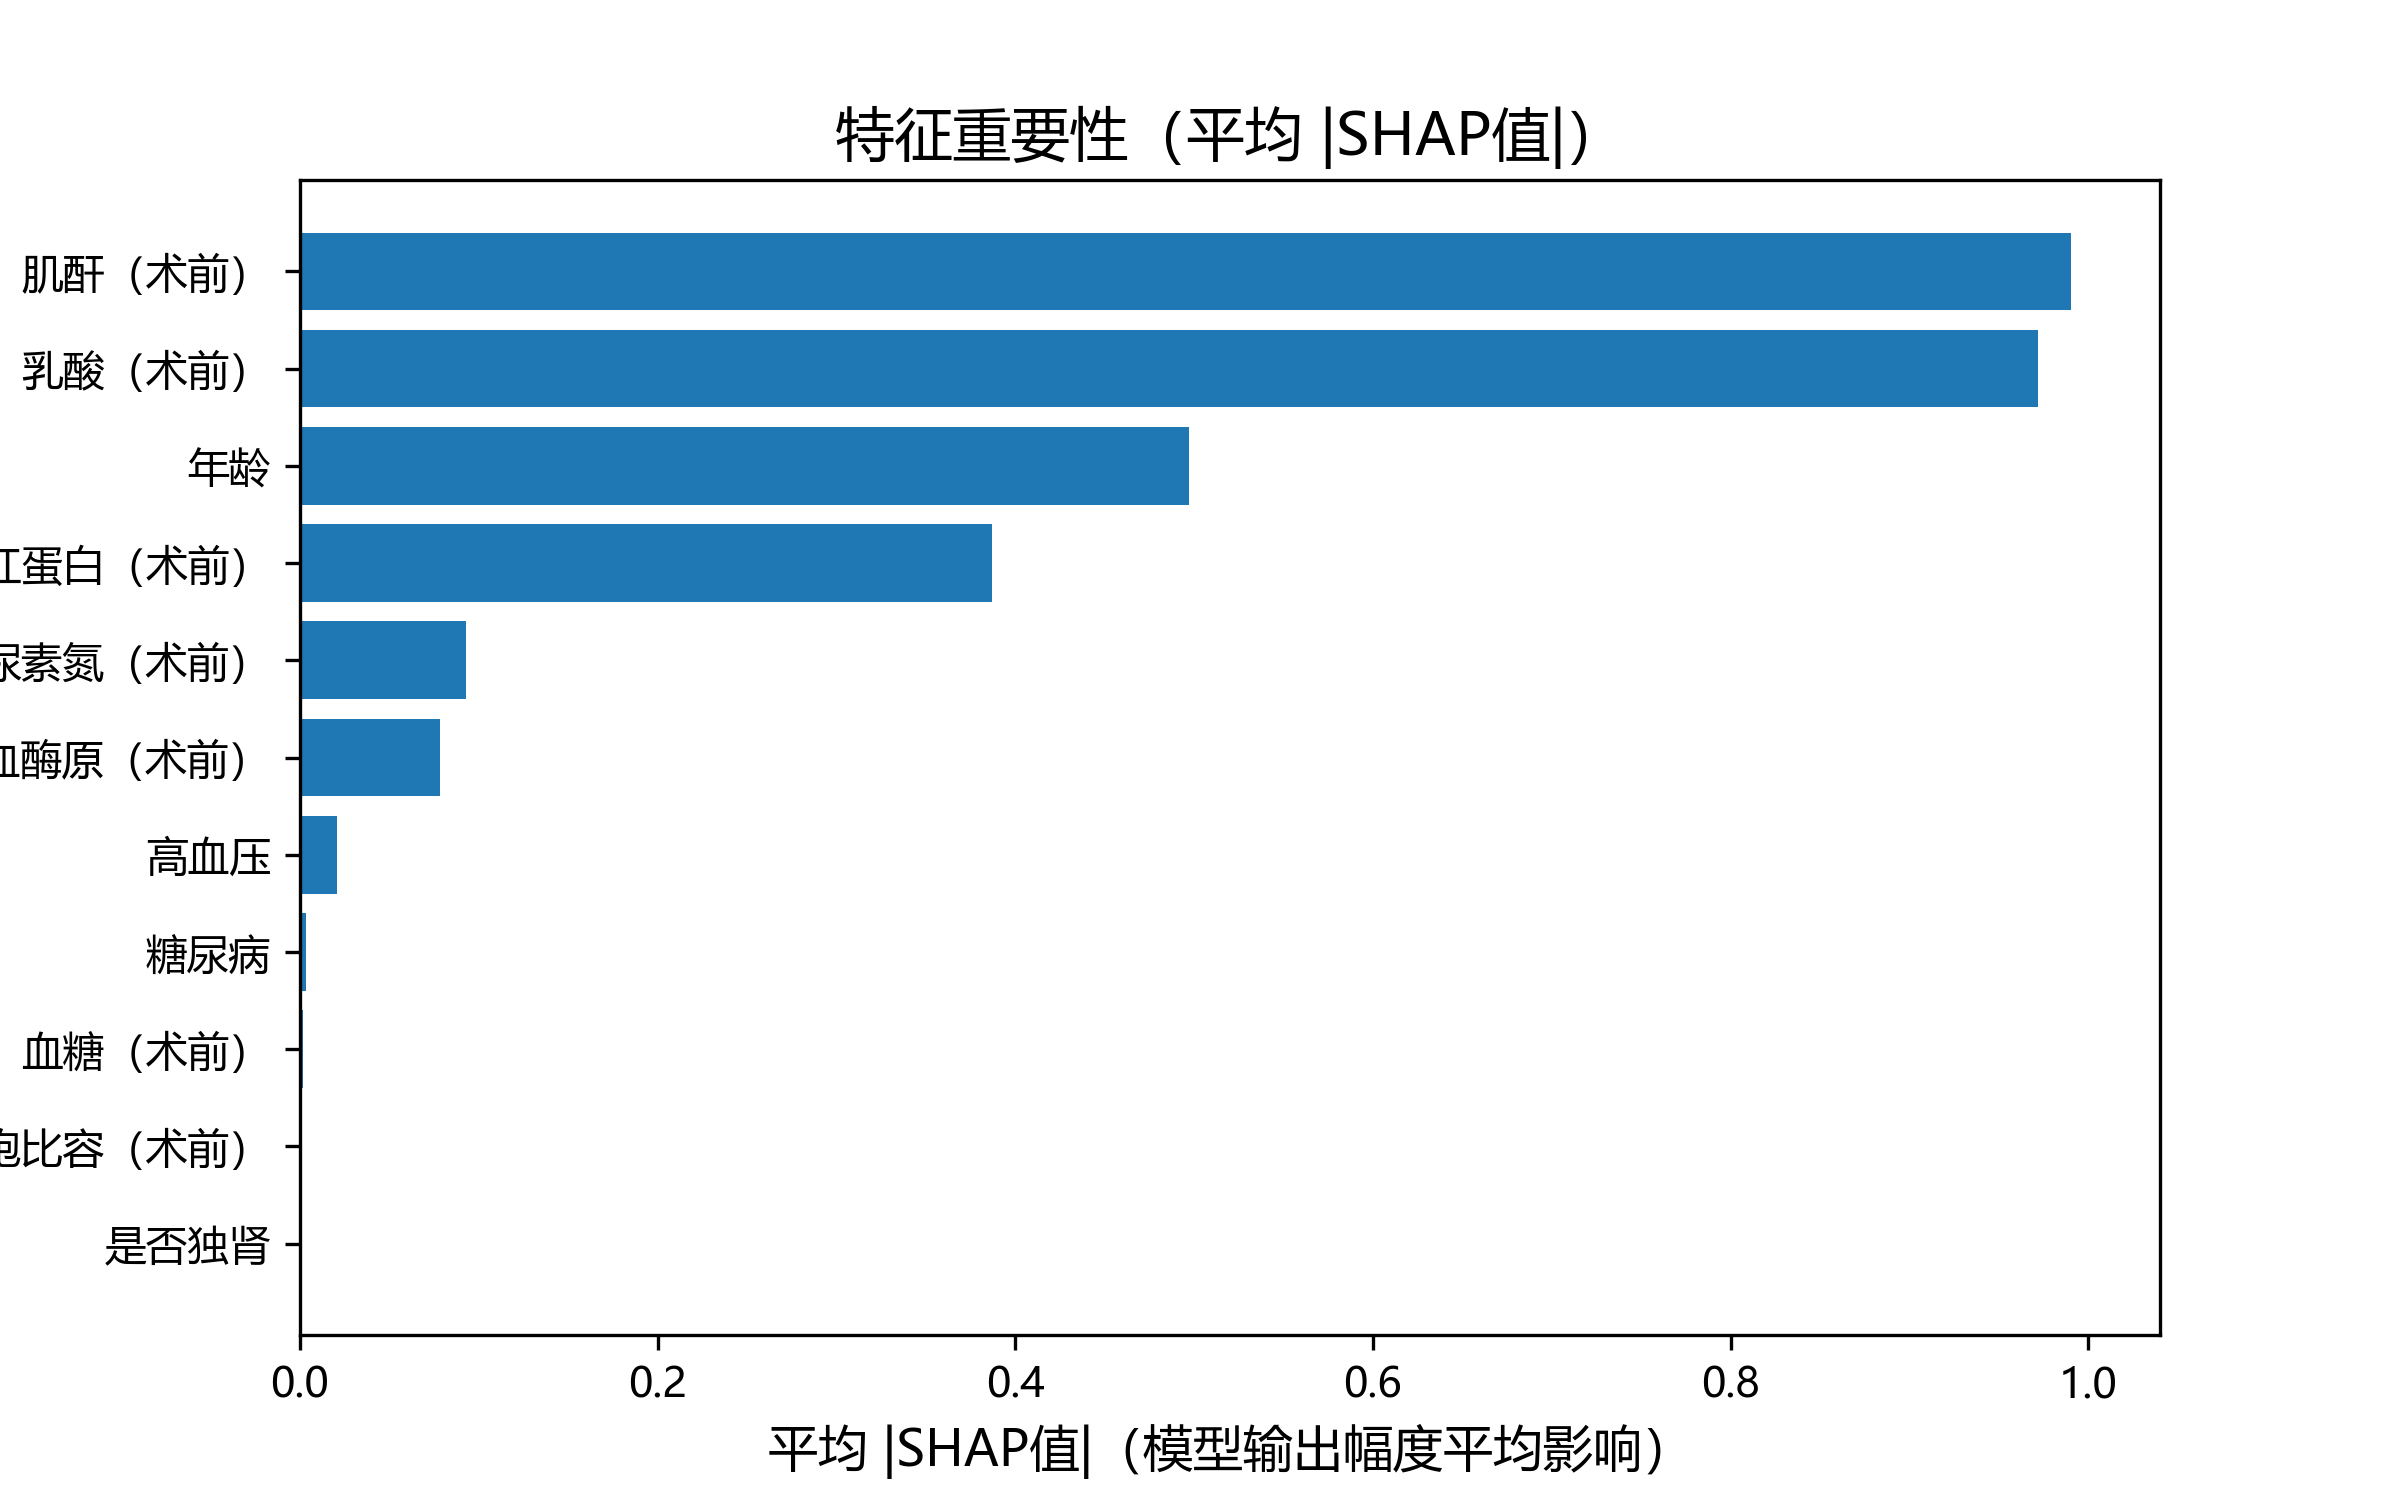 特征重要性（平均 |SHAP值|）
肌酐（术前）
乳酸（术前）
年龄
蛋白（术前）
素氮（术前）
酶原（术前）
高血压
糖尿病
血糖（术前）
比容（术前）
是否独肾
0.0 0.2 0.4 0.6 0.8 1.0
平均 |SHAP值|（模型输出幅度平均影响）